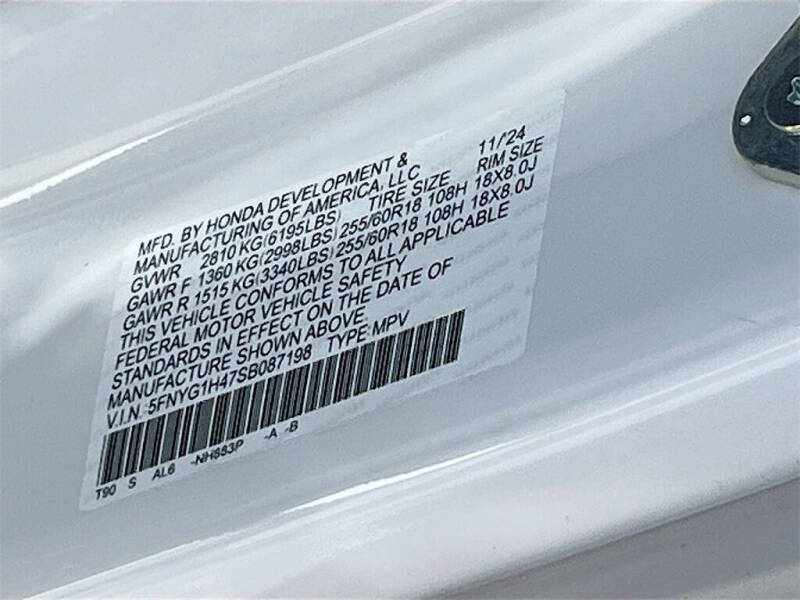 MFD. BY HONDA DEVELOPMENT & 11/'24
MANUFACTURING OF AMERICA, LLC RIM SIZE
GVWR 2810 KG(6195LBS) TIRE SIZE
GAWR F 1360 KG(2998LBS) 255/60R18 108H 18X8.0J
GAWR R 1515 KG(3340LBS) 255/60R18 108H 18X8.0J
THIS VEHICLE CONFORMS TO ALL APPLICABLE
FEDERAL MOTOR VEHICLE SAFETY
STANDARDS IN EFFECT ON THE DATE OF
MANUFACTURE SHOWN ABOVE.
V.I.N. 5FNYG1H47SB087198 TYPE:MPV
T90 S AL6 -NH883P -A -B